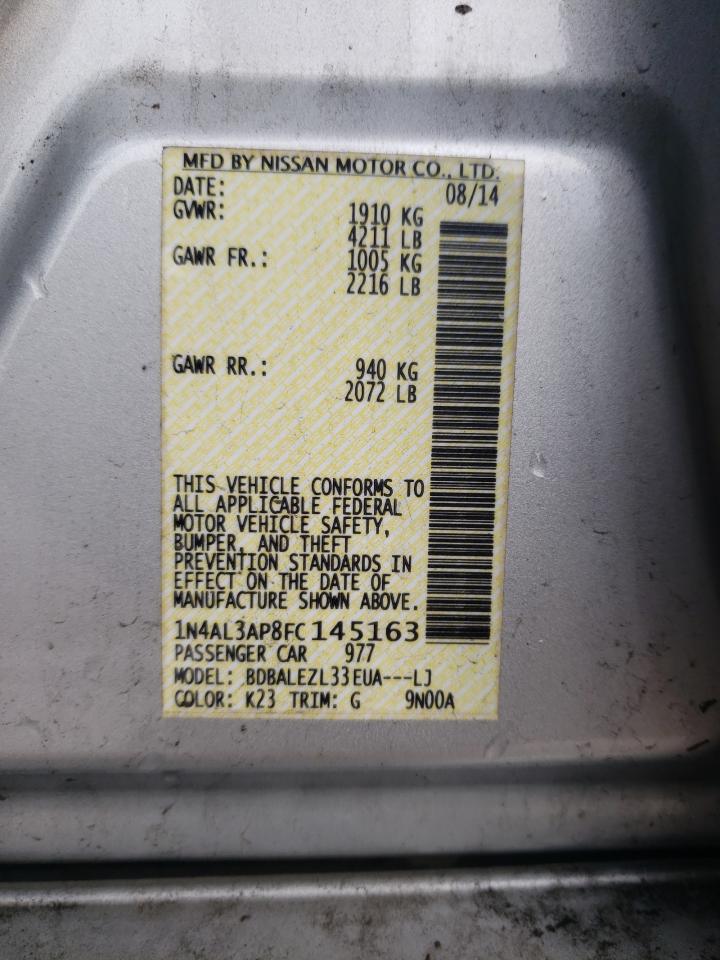 MFD BY NISSAN MOTOR CO., LTD.
DATE: 08/14
GVWR: 1910 KG
4211 LB
GAWR FR.: 1005 KG
2216 LB
GAWR RR.: 940 KG
2072 LB
THIS VEHICLE CONFORMS TO
ALL APPLICABLE FEDERAL
MOTOR VEHICLE SAFETY,
BUMPER, AND THEFT
PREVENTION STANDARDS IN
EFFECT ON THE DATE OF
MANUFACTURE SHOWN ABOVE.
1N4AL3AP8FC145163
PASSENGER CAR 977
MODEL: BDBALEZL33EUA---LJ
COLOR: K23 TRIM: G 9N00A